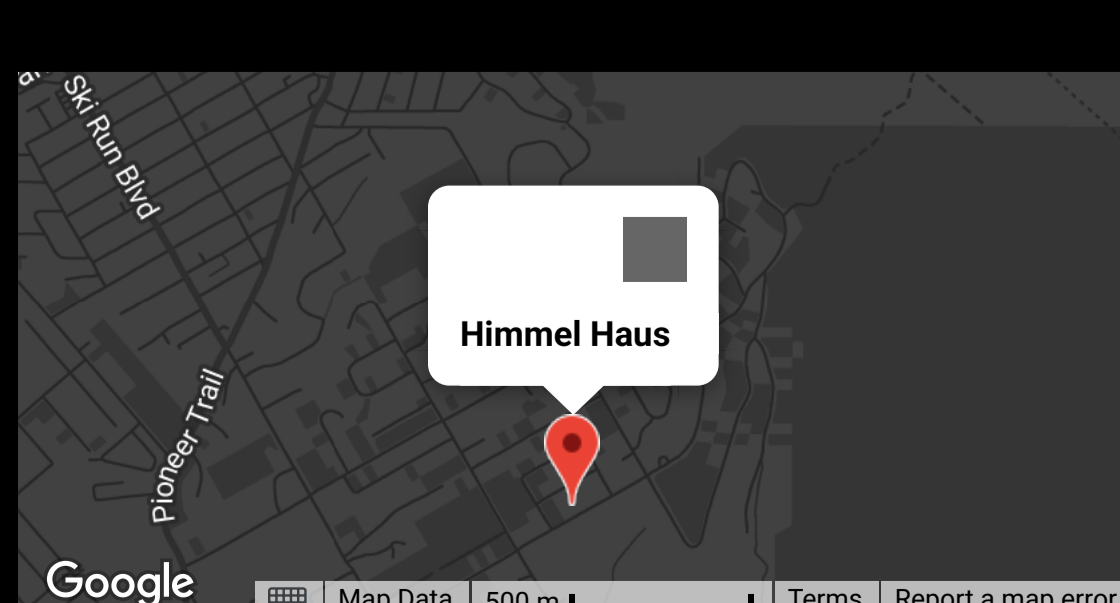 Ski Run Blvd
Himmel Haus
Pioneer Trail
Google
Map Data
500 m
Terms
Report a map error